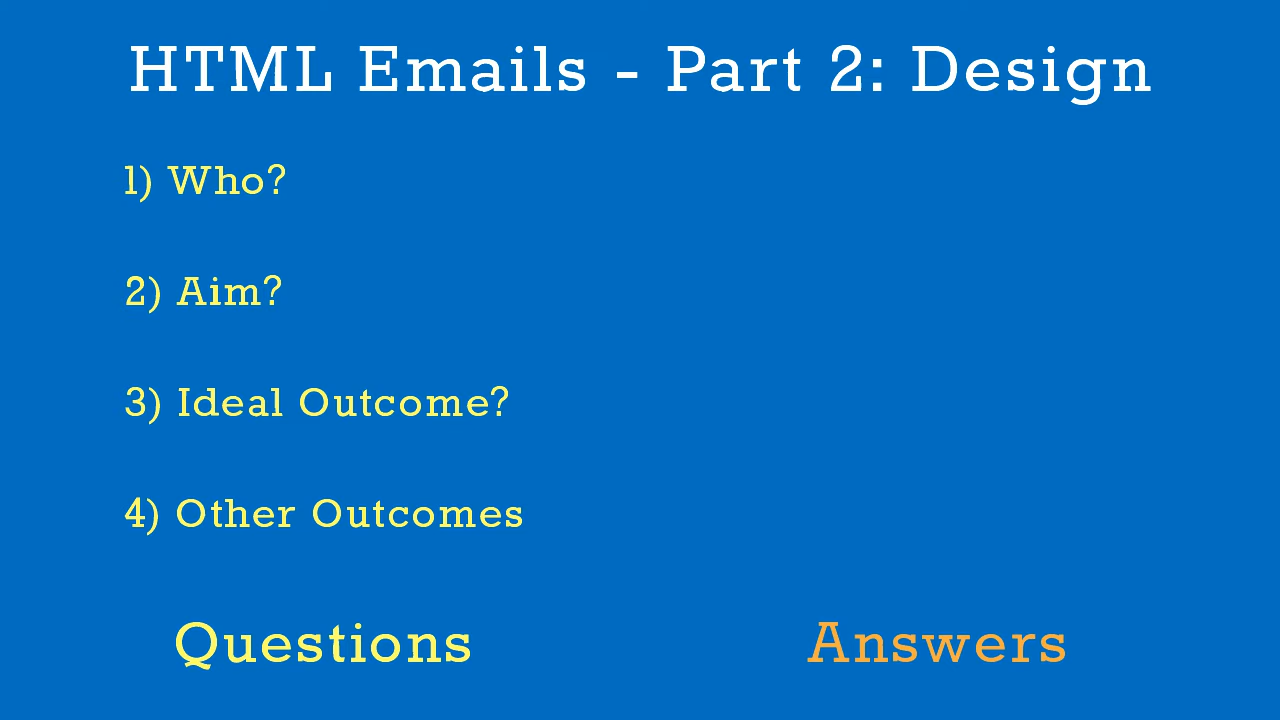 HTML Emails - Part 2: Design
1) Who?
2) Aim?
3) Ideal Outcome?
4) Other Outcomes
Questions
Answers